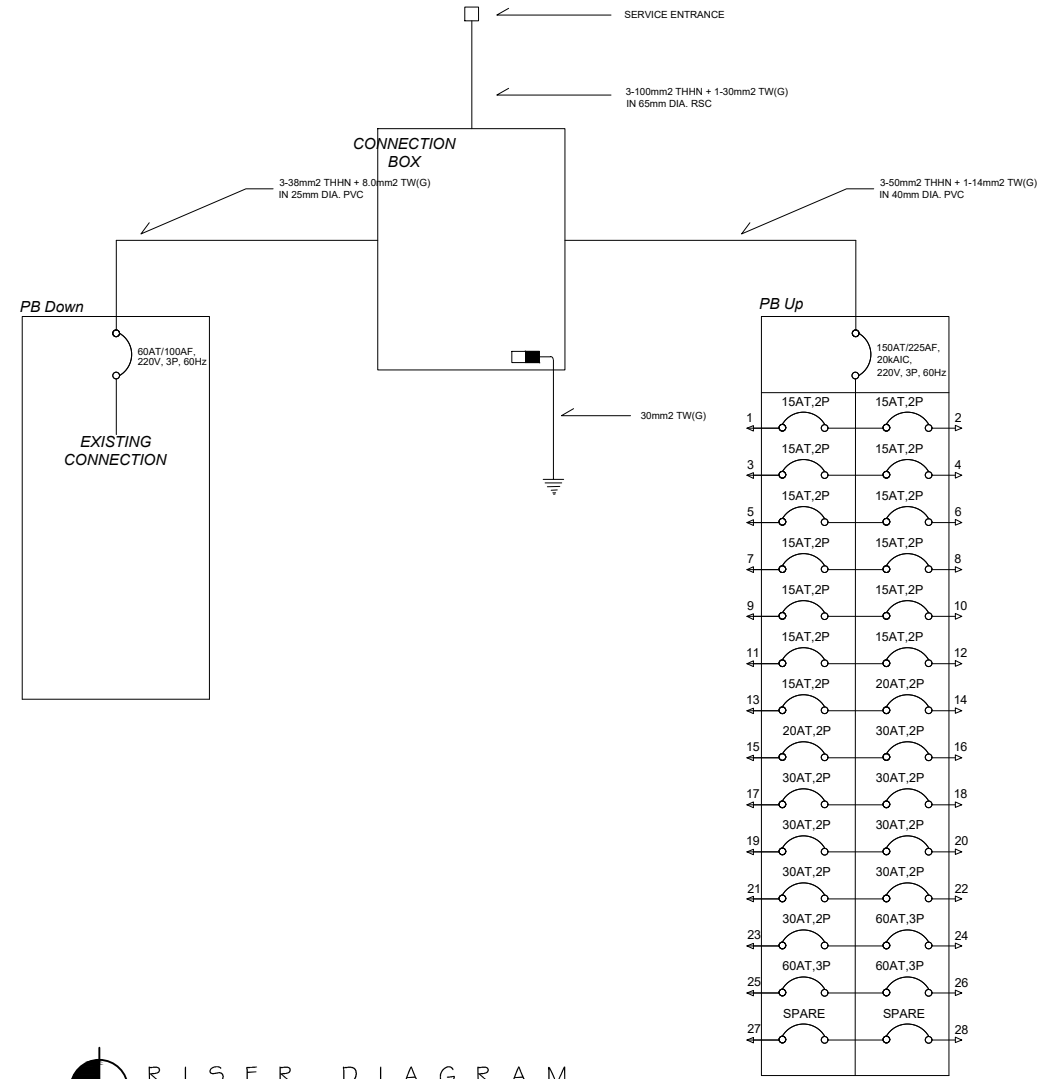 SERVICE ENTRANCE
3-100mm2 THHN + 1-30mm2 TW(G)
IN 65mm DIA. RSC
CONNECTION
BOX
3-38mm2 THHN + 8.0mm2 TW(G)
IN 25mm DIA. PVC
3-50mm2 THHN + 1-14mm2 TW(G)
IN 40mm DIA. PVC
PB Down
60AT/100AF,
220V, 3P, 60Hz
EXISTING
CONNECTION
30mm2 TW(G)
PB Up
150AT/225AF,
20kAIC,
220V, 3P, 60Hz
15AT,2P 15AT,2P
1 2
15AT,2P 15AT,2P
3 4
15AT,2P 15AT,2P
5 6
15AT,2P 15AT,2P
7 8
15AT,2P 15AT,2P
9 10
15AT,2P 15AT,2P
11 12
15AT,2P 20AT,2P
13 14
20AT,2P 30AT,2P
15 16
30AT,2P 30AT,2P
17 18
30AT,2P 30AT,2P
19 20
30AT,2P 30AT,2P
21 22
30AT,2P 60AT,3P
23 24
60AT,3P 60AT,3P
25 26
SPARE SPARE
27 28
RISER DIAGRAM